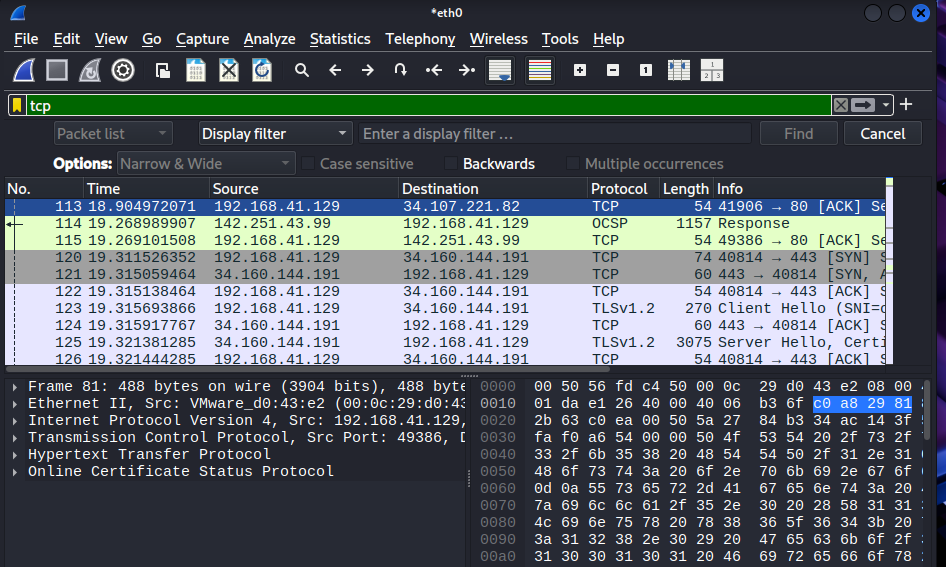 *eth0
File Edit View Go Capture Analyze Statistics Telephony Wireless Tools Help
tcp
Packet list Display filter Enter a display filter ... Find Cancel
Options: Narrow & Wide Case sensitive Backwards Multiple occurrences
No. Time Source Destination Protocol Length Info
113 18.904972071 192.168.41.129 34.107.221.82 TCP 54 41906 → 80 [ACK] Se
114 19.268989907 142.251.43.99 192.168.41.129 OCSP 1157 Response
115 19.269101508 192.168.41.129 142.251.43.99 TCP 54 49386 → 80 [ACK] Se
120 19.311526352 192.168.41.129 34.160.144.191 TCP 74 40814 → 443 [SYN] S
121 19.315059464 34.160.144.191 192.168.41.129 TCP 60 443 → 40814 [SYN, A
122 19.315138464 192.168.41.129 34.160.144.191 TCP 54 40814 → 443 [ACK] S
123 19.315693866 192.168.41.129 34.160.144.191 TLSv1.2 270 Client Hello (SNI=c
124 19.315917767 34.160.144.191 192.168.41.129 TCP 60 443 → 40814 [ACK] S
125 19.321381285 34.160.144.191 192.168.41.129 TLSv1.2 3075 Server Hello, Certi
126 19.321444285 192.168.41.129 34.160.144.191 TCP 54 40814 → 443 [ACK] S
Frame 81: 488 bytes on wire (3904 bits), 488 byte
Ethernet II, Src: VMware_d0:43:e2 (00:0c:29:d0:43
Internet Protocol Version 4, Src: 192.168.41.129,
Transmission Control Protocol, Src Port: 49386, D
Hypertext Transfer Protocol
Online Certificate Status Protocol
0000 00 50 56 fd c4 50 00 0c 29 d0 43 e2 08 00
0010 01 da e1 26 40 00 40 06 b3 6f c0 a8 29 81
0020 2b 63 c0 ea 00 50 5a 27 84 b3 34 ac 14 3f
0030 fa f0 a6 54 00 00 50 4f 53 54 20 2f 73 2f
0040 33 2f 6b 35 38 20 48 54 54 50 2f 31 2e 31
0050 48 6f 73 74 3a 20 6f 2e 70 6b 69 2e 67 6f
0060 0d 0a 55 73 65 72 2d 41 67 65 6e 74 3a 20
0070 7a 69 6c 6c 61 2f 35 2e 30 20 28 58 31 31
0080 4c 69 6e 75 78 20 78 38 36 5f 36 34 3b 20
0090 3a 31 32 38 2e 30 29 20 47 65 63 6b 6f 2f
00a0 31 30 30 31 30 31 20 46 69 72 65 66 6f 78